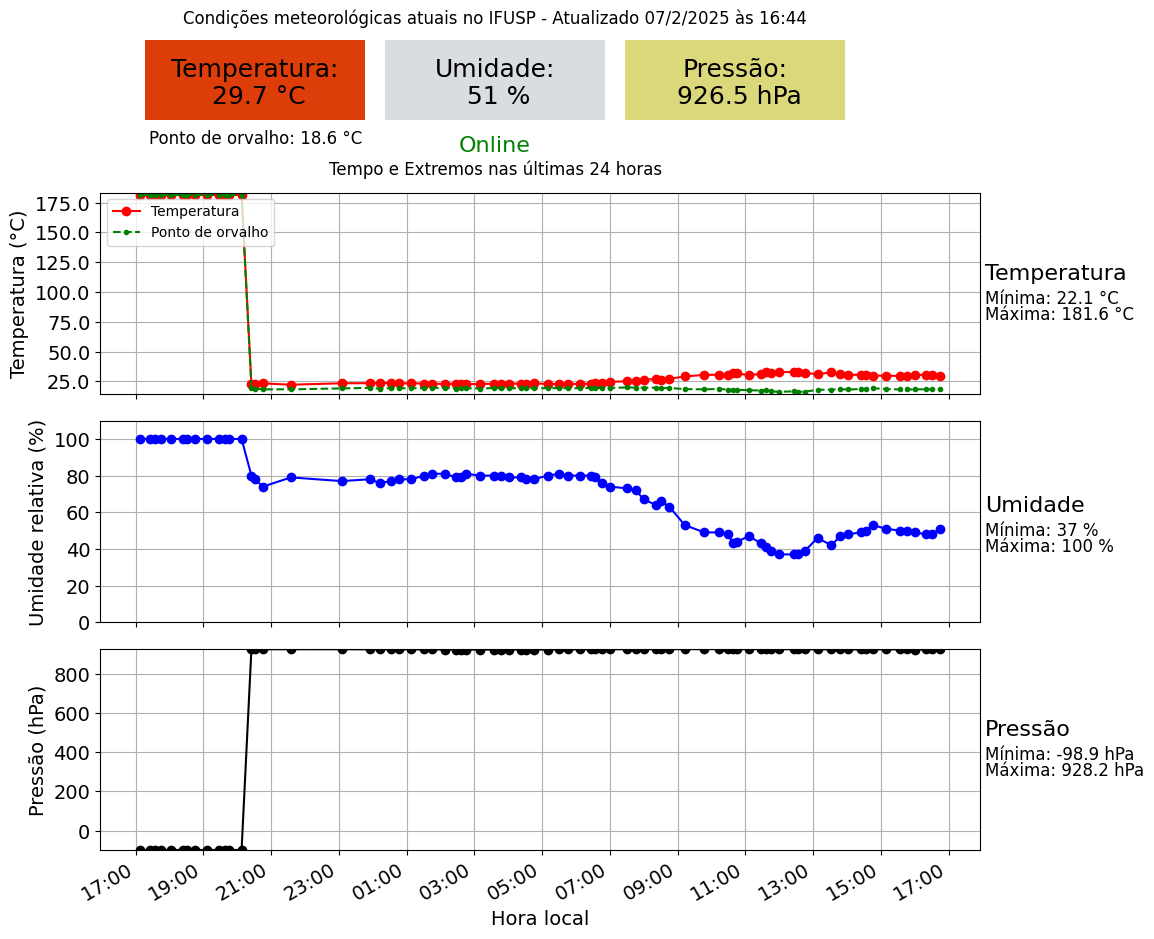 Condições meteorológicas atuais no IFUSP - Atualizado 07/2/2025 às 16:44
Temperatura:
29.7 °C
Umidade:
51 %
Pressão:
926.5 hPa
Ponto de orvalho: 18.6 °C
Online
Tempo e Extremos nas últimas 24 horas
Temperatura (°C)
175.0
150.0
125.0
100.0
75.0
50.0
25.0
Temperatura
Ponto de orvalho
Temperatura
Mínima: 22.1 °C
Máxima: 181.6 °C
Umidade relativa (%)
100
80
60
40
20
0
Umidade
Mínima: 37 %
Máxima: 100 %
Pressão (hPa)
800
600
400
200
0
Pressão
Mínima: -98.9 hPa
Máxima: 928.2 hPa
17:00 19:00 21:00 23:00 01:00 03:00 05:00 07:00 09:00 11:00 13:00 15:00 17:00
Hora local